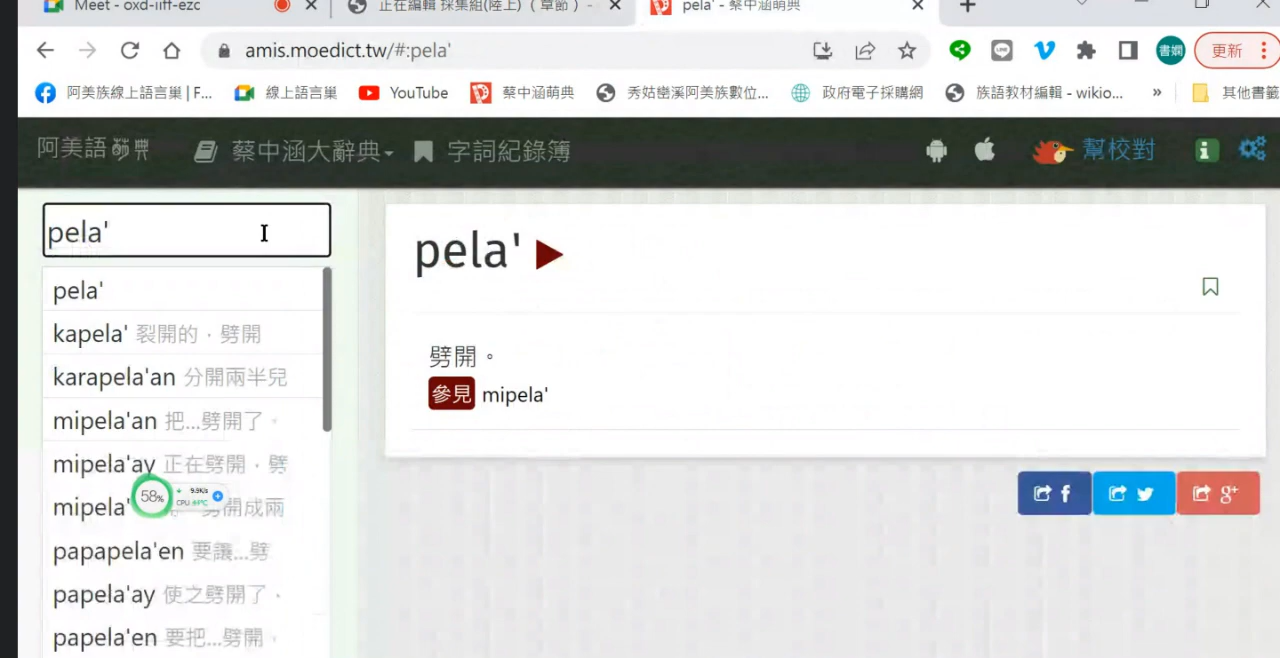 Meet - oxd-iiff-ezc
正在編輯 採集組(陸上)（章節）-
pela' - 蔡中涵萌典
amis.moedict.tw/#:pela'
書嫻
更新
阿美族線上語言巢 | F...
線上語言巢
YouTube
蔡中涵萌典
秀姑巒溪阿美族數位...
政府電子採購網
族語教材編輯 - wikio...
»
其他書籤
阿美語萌典
蔡中涵大辭典
字詞紀錄簿
幫校對
pela'
pela'
kapela' 裂開的．劈開
karapela'an 分開兩半兒
mipela'an 把...劈開了。
mipela'ay 正在劈開．劈
mipela' 劈開成兩
papapela'en 要讓...劈
papela'ay 使之劈開了、
papela'en 要把...劈開。
58%
9.9K/s
CPU
pela'
劈開。
參見 mipela'